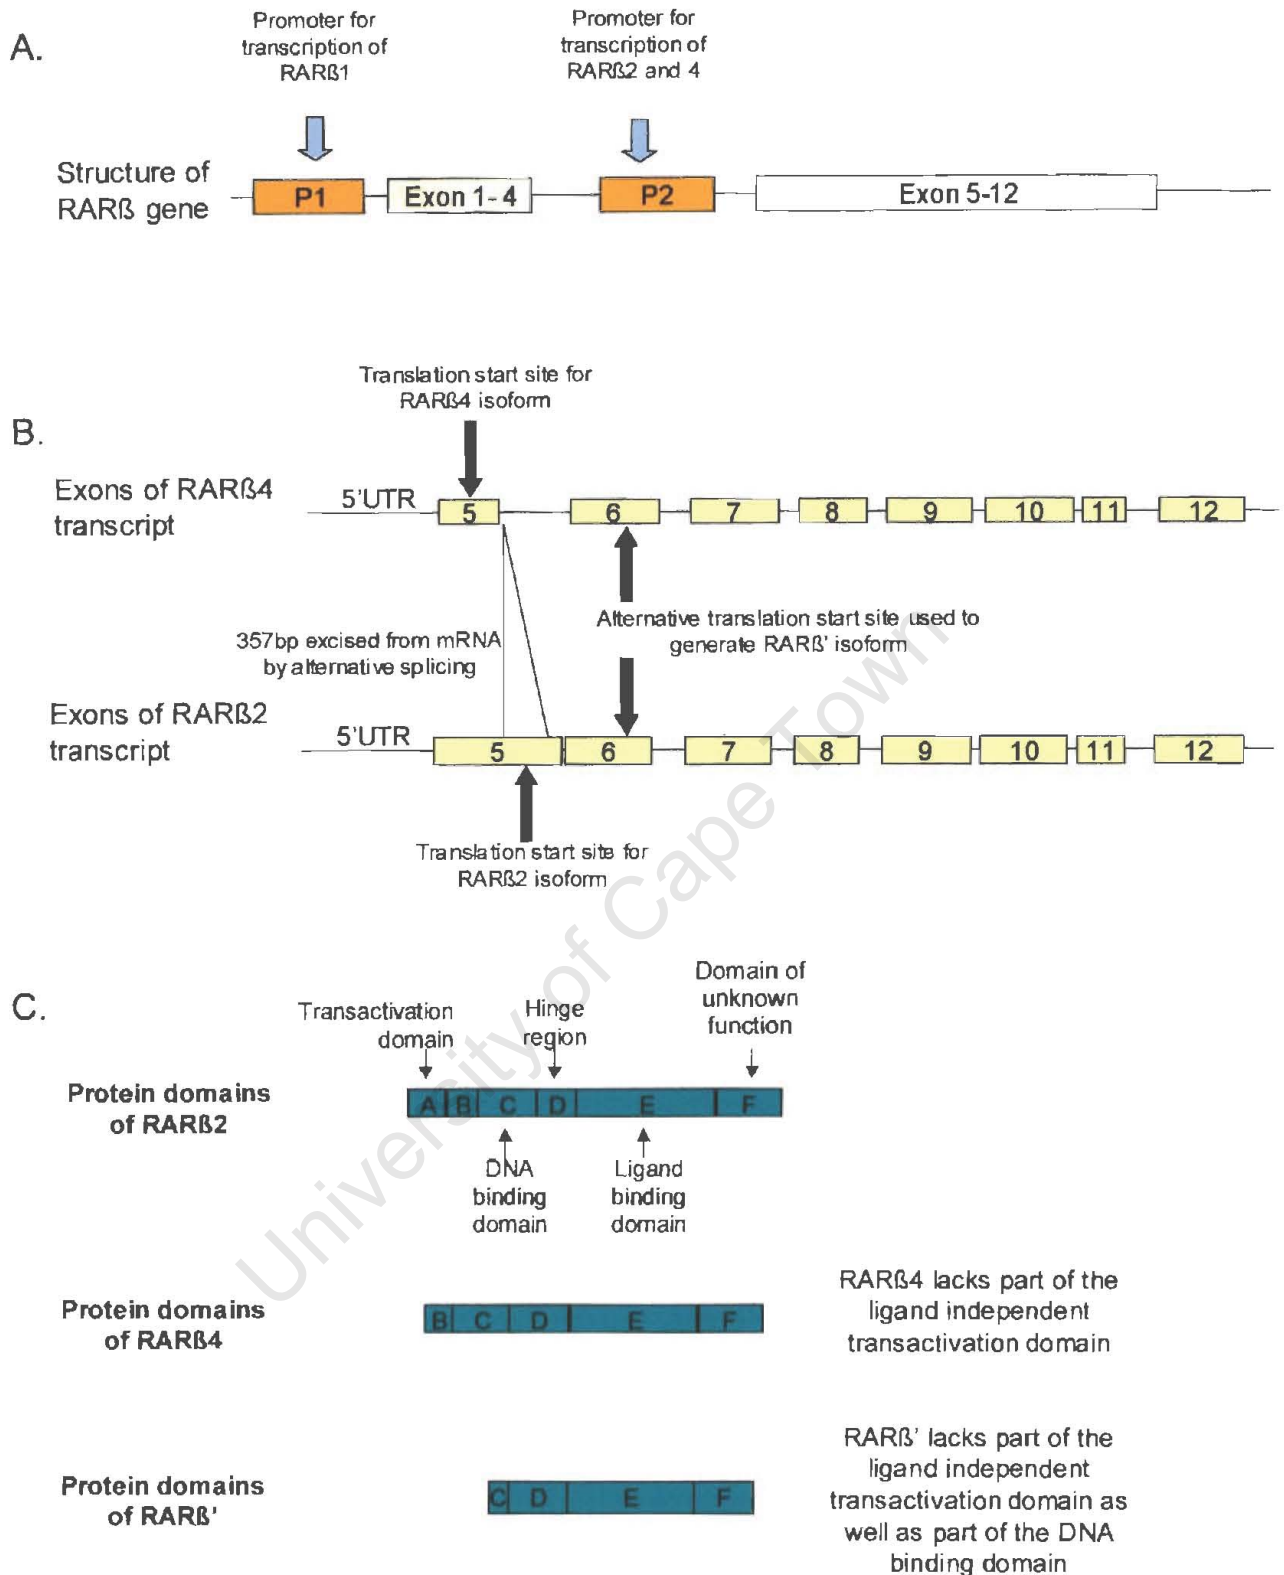 A.
Promoter for
transcription of
RARß1
Promoter for
transcription of
RARß2 and 4
Structure of
RARß gene
P1
Exon 1- 4
P2
Exon 5-12
B.
Translation start site for
RARß4 isoform
Exons of RARß4
transcript
5'UTR
5
6
7
8
9
10
11
12
357bp excised from mRNA
by alternative splicing
Alternative translation start site used to
generate RARß' isoform
Exons of RARß2
transcript
5'UTR
5
6
7
8
9
10
11
12
Translation start site for
RARß2 isoform
C.
Transactivation
domain
Hinge
region
Domain of
unknown
function
Protein domains
of RARß2
A
B
C
D
E
F
DNA
binding
domain
Ligand
binding
domain
Protein domains
of RARß4
B
C
D
E
F
RARß4 lacks part of the
ligand independent
transactivation domain
Protein domains
of RARß'
C
D
E
F
RARß' lacks part of the
ligand independent
transactivation domain as
well as part of the DNA
binding domain
University of Cape Town